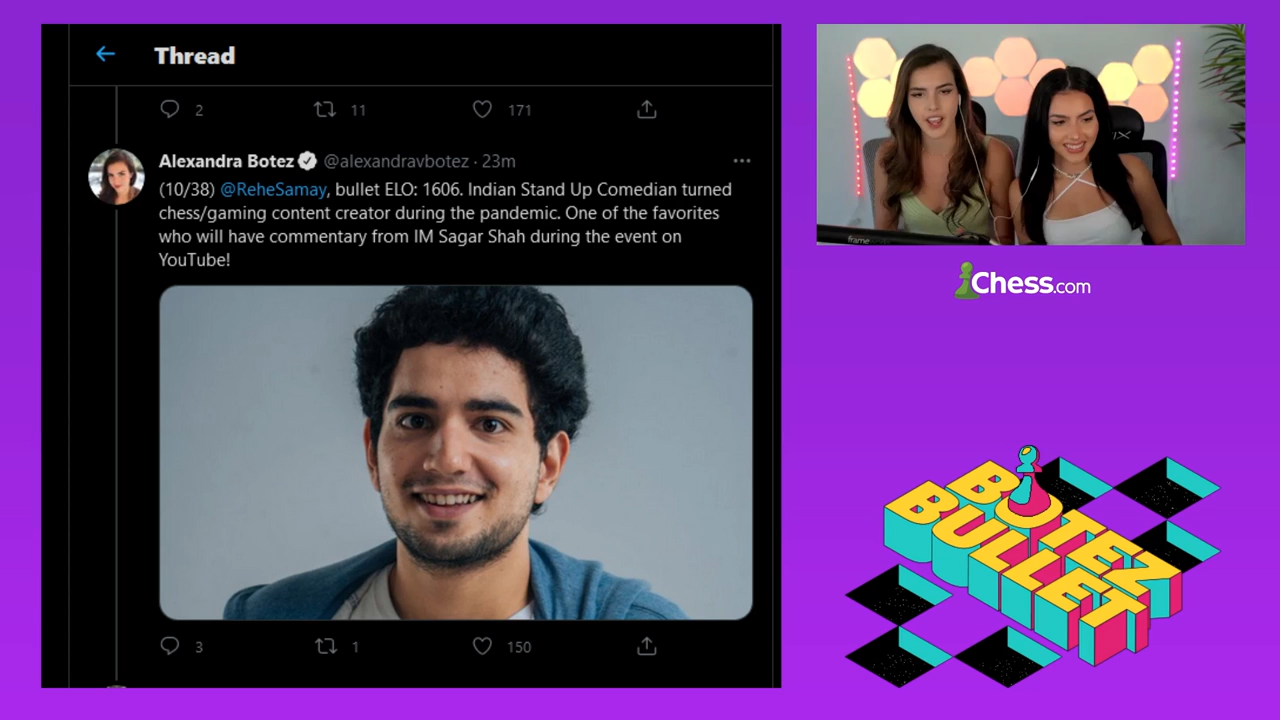 Thread
2 11 171
Alexandra Botez @alexandravbotez · 23m
(10/38) @ReheSamay, bullet ELO: 1606. Indian Stand Up Comedian turned
chess/gaming content creator during the pandemic. One of the favorites
who will have commentary from IM Sagar Shah during the event on
YouTube!
3 1 150
frame
Chess.com
BOTEZ
BULLET